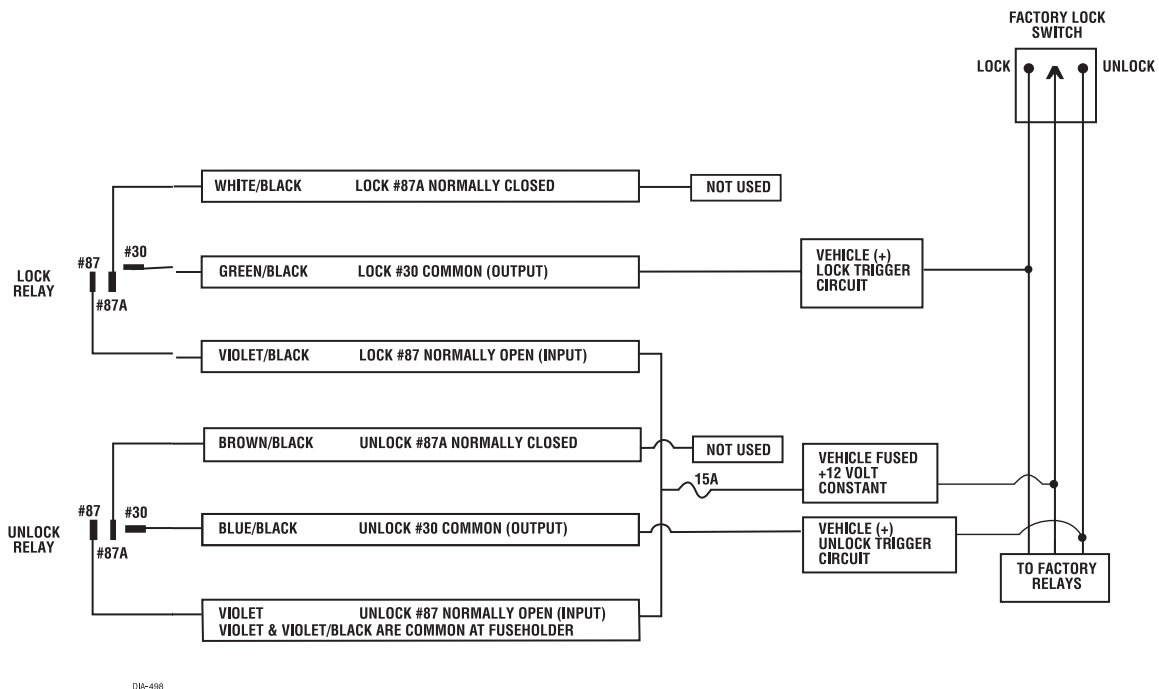 FACTORY LOCK
SWITCH
LOCK
UNLOCK
WHITE/BLACK LOCK #87A NORMALLY CLOSED
NOT USED
#87
#30
LOCK
RELAY
#87A
GREEN/BLACK LOCK #30 COMMON (OUTPUT)
VEHICLE (+)
LOCK TRIGGER
CIRCUIT
VIOLET/BLACK LOCK #87 NORMALLY OPEN (INPUT)
BROWN/BLACK UNLOCK #87A NORMALLY CLOSED
NOT USED
15A
VEHICLE FUSED
+12 VOLT
CONSTANT
#87
#30
UNLOCK
RELAY
#87A
BLUE/BLACK UNLOCK #30 COMMON (OUTPUT)
VEHICLE (+)
UNLOCK TRIGGER
CIRCUIT
TO FACTORY
RELAYS
VIOLET UNLOCK #87 NORMALLY OPEN (INPUT)
VIOLET & VIOLET/BLACK ARE COMMON AT FUSEHOLDER
DIA-498